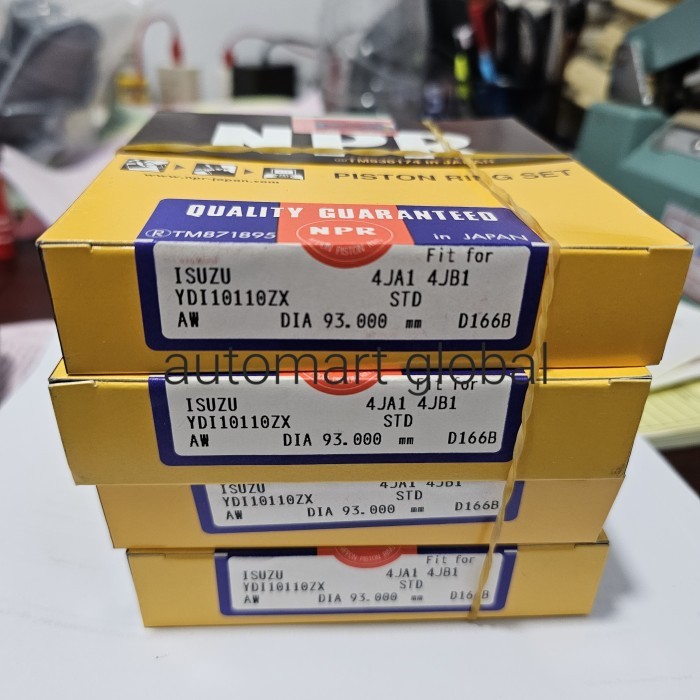 NPR
®TM536174 in JAPAN
www.npr-japan.com
PISTON RING SET
QUALITY GUARANTEED
®TM871895 NPR in JAPAN
Fit for
ISUZU 4JA1 4JB1
YDI10110ZX STD
AW DIA 93.000 mm D166B
automart global
Fit for
ISUZU 4JA1 4JB1
YDI10110ZX STD
AW DIA 93.000 mm D166B
ISUZU 4JA1 4JB1
YDI10110ZX STD
AW DIA 93.000 mm D166B
Fit for
ISUZU 4JA1 4JB1
YDI10110ZX STD
AW DIA 93.000 mm D166B